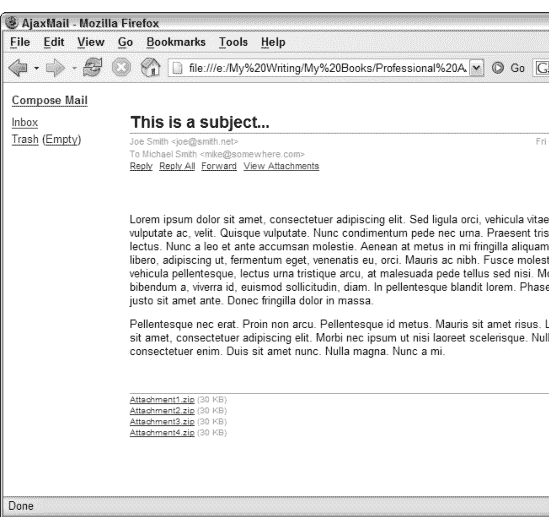 AjaxMail - Mozilla Firefox
File Edit View Go Bookmarks Tools Help
file:///e:/My%20Writing/My%20Books/Professional%20A Go G
Compose Mail
Inbox
Trash (Empty)
This is a subject...
Joe Smith <joe@smith.net> Fri
To Michael Smith <mike@somewhere.com>
Reply Reply All Forward View Attachments
Lorem ipsum dolor sit amet, consectetuer adipiscing elit. Sed ligula orci, vehicula vitae
vulputate ac, velit. Quisque vulputate. Nunc condimentum pede nec urna. Praesent tris
lectus. Nunc a leo et ante accumsan molestie. Aenean at metus in mi fringilla aliquam
libero, adipiscing ut, fermentum eget, venenatis eu, orci. Mauris ac nibh. Fusce molest
vehicula pellentesque, lectus urna tristique arcu, at malesuada pede tellus sed nisi. Mo
bibendum a, viverra id, euismod sollicitudin, diam. In pellentesque blandit lorem. Phase
justo sit amet ante. Donec fringilla dolor in massa.
Pellentesque nec erat. Proin non arcu. Pellentesque id metus. Mauris sit amet risus. L
sit amet, consectetuer adipiscing elit. Morbi nec ipsum ut nisi laoreet scelerisque. Null
consectetuer enim. Duis sit amet nunc. Nulla magna. Nunc a mi.
Attachment1.zip (30 KB)
Attachment2.zip (30 KB)
Attachment3.zip (30 KB)
Attachment4.zip (30 KB)
Done